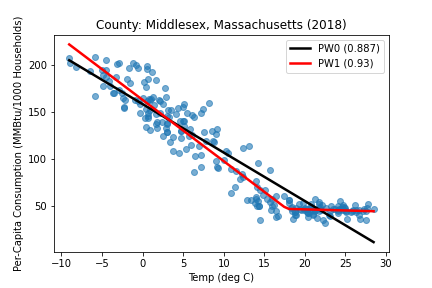 County: Middlesex, Massachusetts (2018)
Per-Capita Consumption (MMBtu/1000 Households)
200
150
100
50
PW0 (0.887)
PW1 (0.93)
−10 −5 0 5 10 15 20 25 30
Temp (deg C)